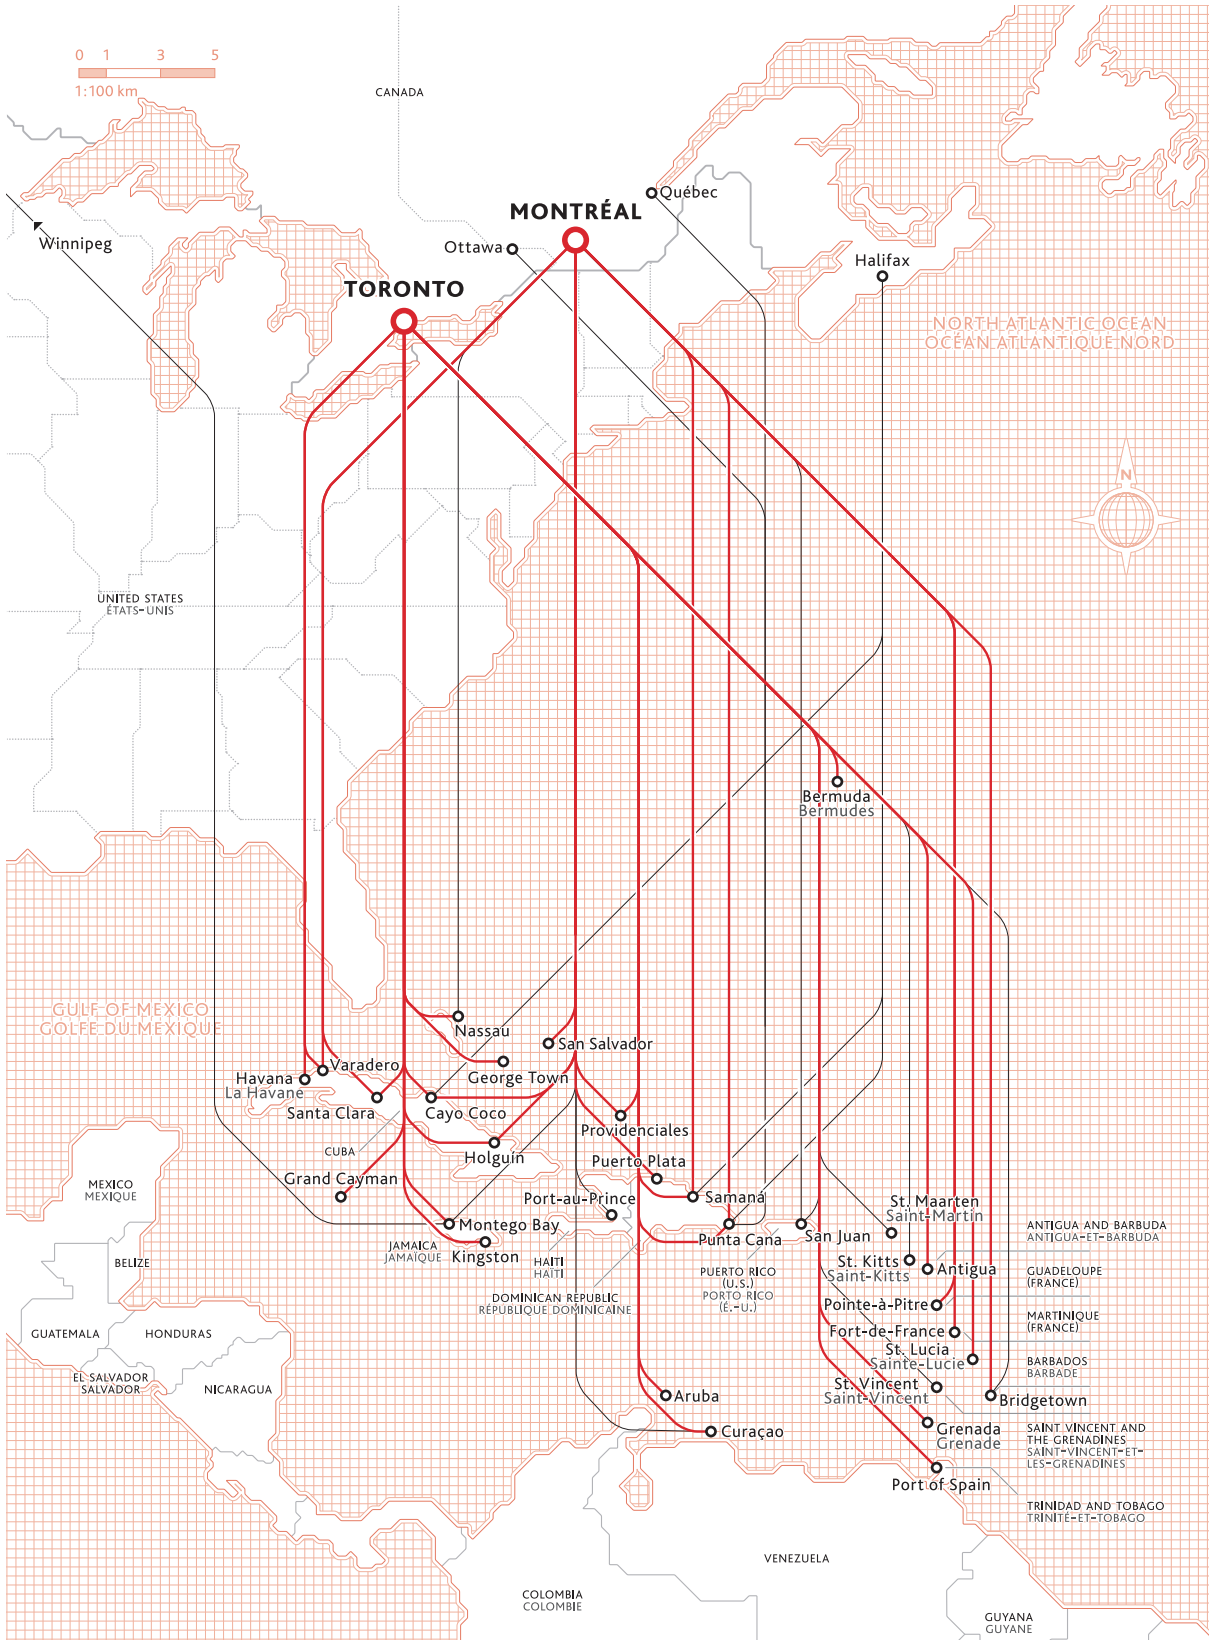 0 1 3 5
1:100 km
CANADA
Québec
MONTRÉAL
Ottawa
Winnipeg
Halifax
TORONTO
NORTH ATLANTIC OCEAN
OCÉAN ATLANTIQUE NORD
N
UNITED STATES
ÉTATS-UNIS
Bermuda
Bermudes
GULF OF MEXICO
GOLFE DU MEXIQUE
Nassau
San Salvador
Varadero
George Town
Havana
La Havane
Santa Clara
Cayo Coco
Providenciales
CUBA
Holguín
Puerto Plata
Grand Cayman
MEXICO
MEXIQUE
Port-au-Prince
Samaná
St. Maarten
Saint-Martin
Montego Bay
Punta Cana
San Juan
ANTIGUA AND BARBUDA
ANTIGUA-ET-BARBUDA
JAMAICA
JAMAÏQUE
Kingston
BELIZE
HAITI
HAÏTI
St. Kitts
Saint-Kitts
Antigua
PUERTO RICO
(U.S.)
PORTO RICO
(É.-U.)
GUADELOUPE
(FRANCE)
DOMINICAN REPUBLIC
RÉPUBLIQUE DOMINICAINE
Pointe-à-Pitre
MARTINIQUE
(FRANCE)
GUATEMALA
HONDURAS
Fort-de-France
St. Lucia
Sainte-Lucie
BARBADOS
BARBADE
EL SALVADOR
SALVADOR
NICARAGUA
St. Vincent
Saint-Vincent
Aruba
Bridgetown
Curaçao
Grenada
Grenade
SAINT VINCENT AND
THE GRENADINES
SAINT-VINCENT-ET-
LES-GRENADINES
Port of Spain
TRINIDAD AND TOBAGO
TRINITÉ-ET-TOBAGO
VENEZUELA
COLOMBIA
COLOMBIE
GUYANA
GUYANE